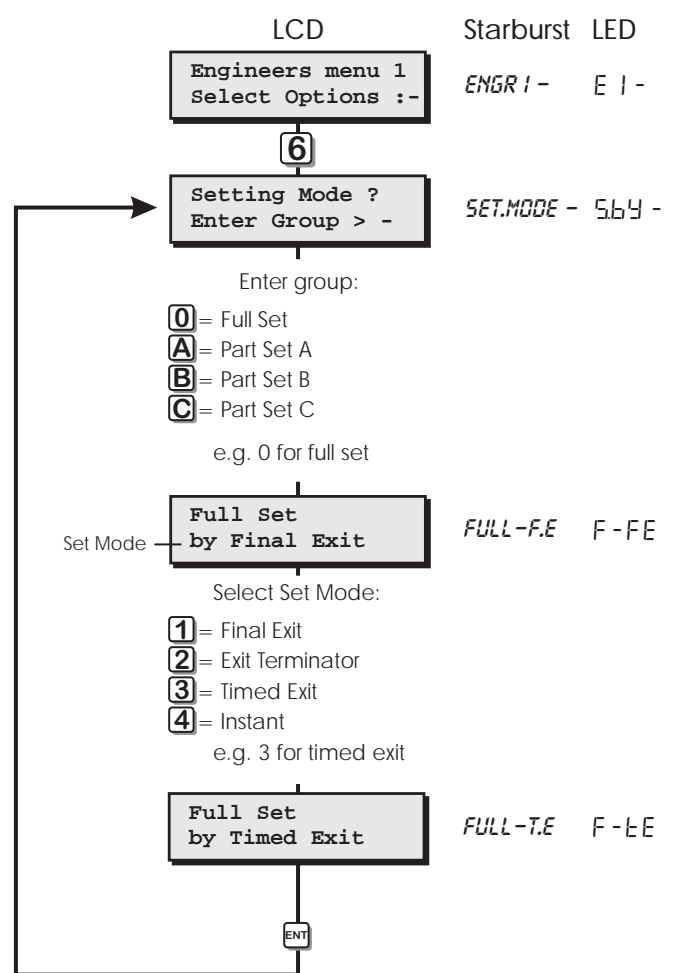 LCD Starburst LED
Engineers menu 1
Select Options :-
ENGR 1 - E 1 -
6
Setting Mode ?
Enter Group > -
SET.MODE - S.bY -
Enter group:
0 = Full Set
A = Part Set A
B = Part Set B
C = Part Set C
e.g. 0 for full set
Full Set
by Final Exit
Set Mode
FULL-F.E F-FE
Select Set Mode:
1 = Final Exit
2 = Exit Terminator
3 = Timed Exit
4 = Instant
e.g. 3 for timed exit
Full Set
by Timed Exit
FULL-T.E F-tE
ENT